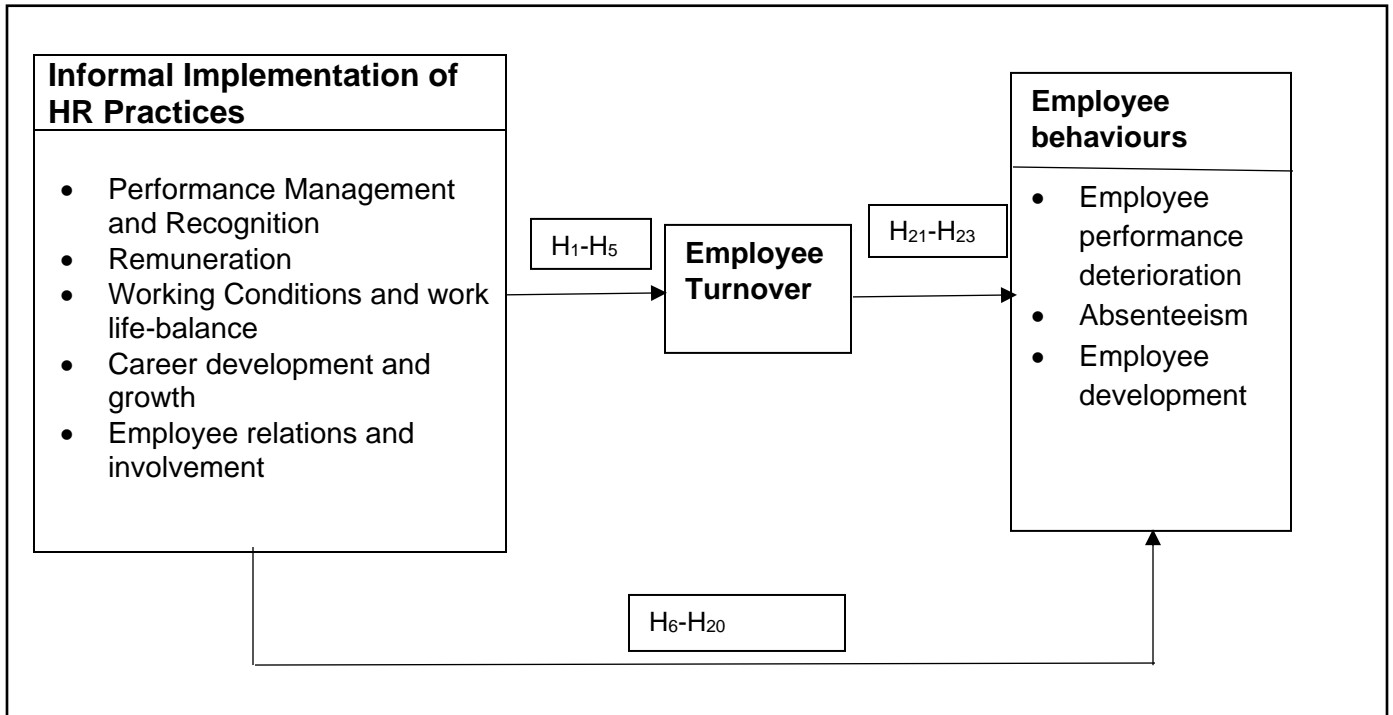 Informal Implementation of
HR Practices
• Performance Management
and Recognition
• Remuneration
• Working Conditions and work
life-balance
• Career development and
growth
• Employee relations and
involvement
H₁-H₅
Employee
Turnover
H₂₁-H₂₃
Employee
behaviours
• Employee
performance
deterioration
• Absenteeism
• Employee
development
H₆-H₂₀